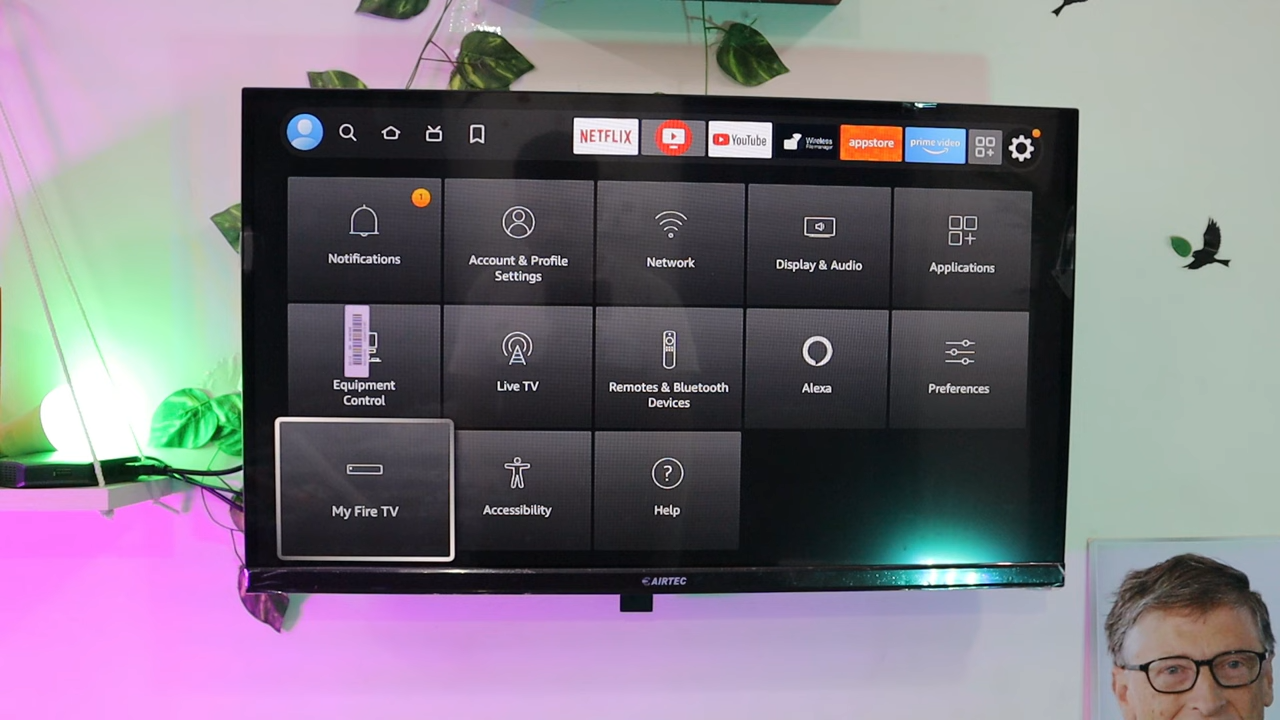 NETFLIX
YouTube
Wireless
appstore
prime video
1
Notifications
Account & Profile
Settings
Network
Display & Audio
Applications
Equipment
Control
Live TV
Remotes & Bluetooth
Devices
Alexa
Preferences
My Fire TV
Accessibility
?
Help
AIRTEC